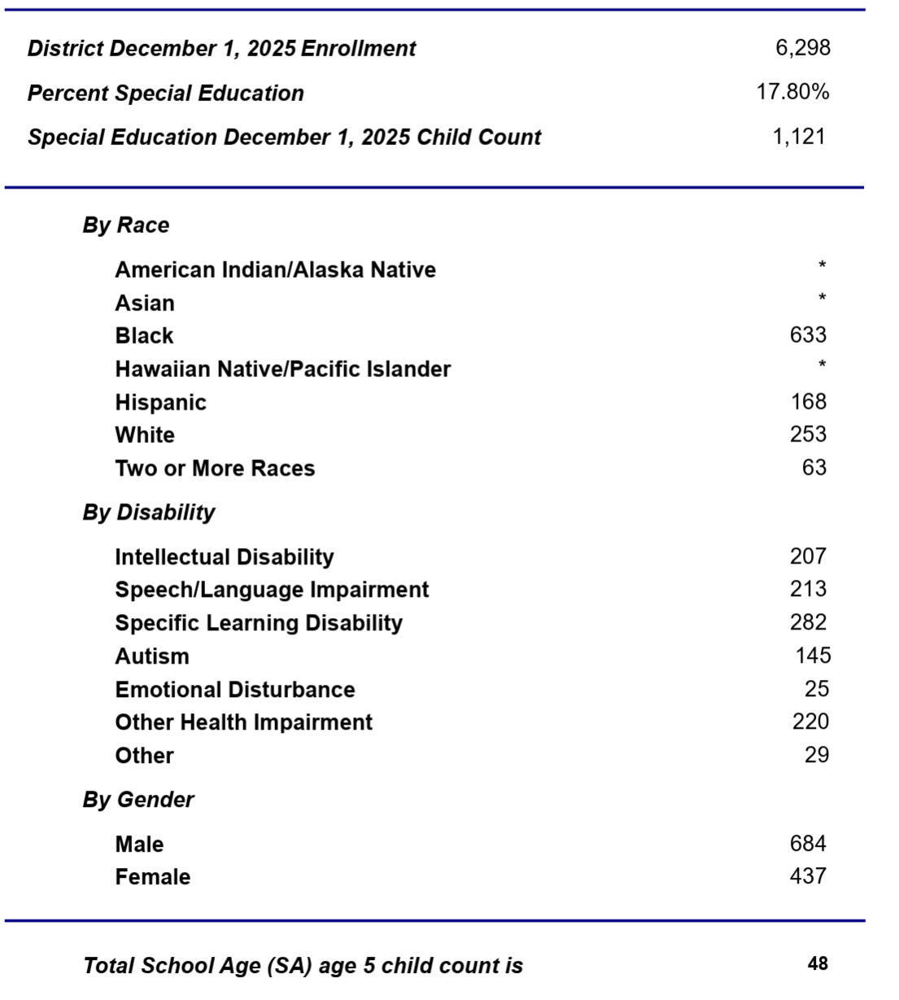 District December 1, 2025 Enrollment 6,298
Percent Special Education 17.80%
Special Education December 1, 2025 Child Count 1,121
By Race
American Indian/Alaska Native *
Asian *
Black 633
Hawaiian Native/Pacific Islander *
Hispanic 168
White 253
Two or More Races 63
By Disability
Intellectual Disability 207
Speech/Language Impairment 213
Specific Learning Disability 282
Autism 145
Emotional Disturbance 25
Other Health Impairment 220
Other 29
By Gender
Male 684
Female 437
Total School Age (SA) age 5 child count is 48